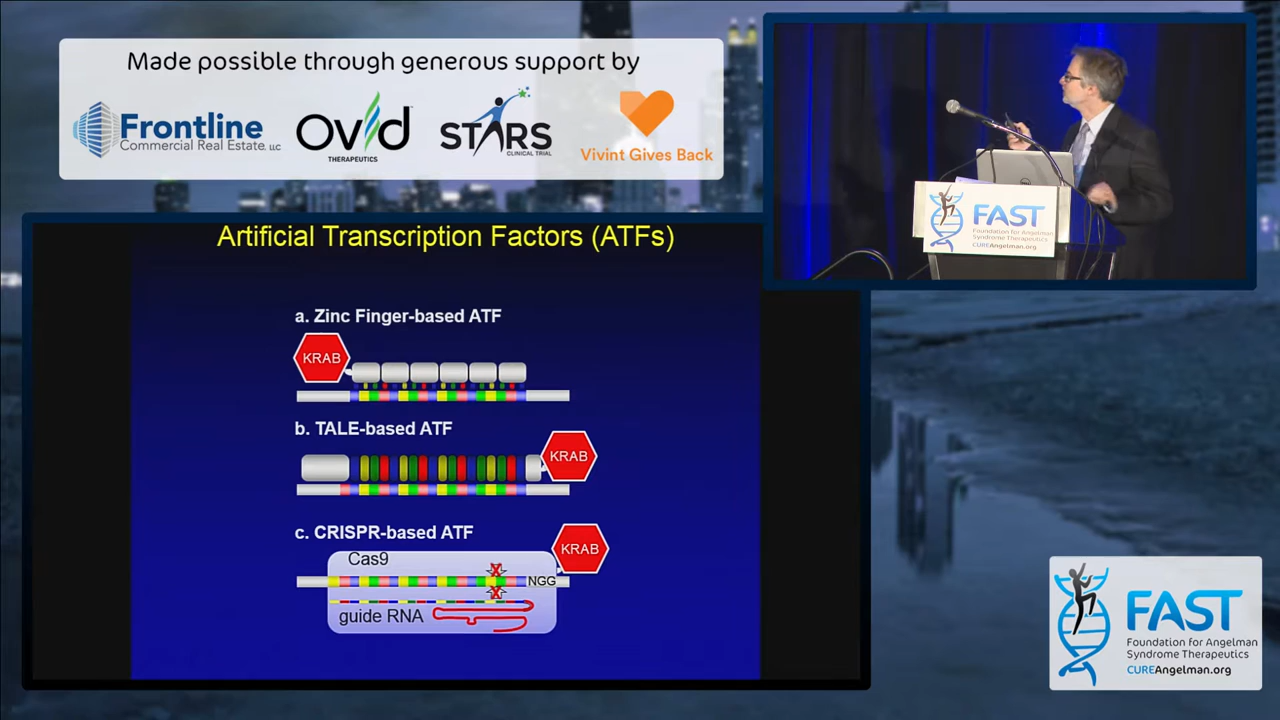 Made possible through generous support by
Frontline
Commercial Real Estate, LLC
OVID
THERAPEUTICS
STARS
CLINICAL TRIAL
Vivint Gives Back
FAST
Foundation for Angelman
Syndrome Therapeutics
CUREAngelman.org
Artificial Transcription Factors (ATFs)
a. Zinc Finger-based ATF
KRAB
b. TALE-based ATF
KRAB
c. CRISPR-based ATF
KRAB
Cas9
X
NGG
X
guide RNA
FAST
Foundation for Angelman
Syndrome Therapeutics
CUREAngelman.org